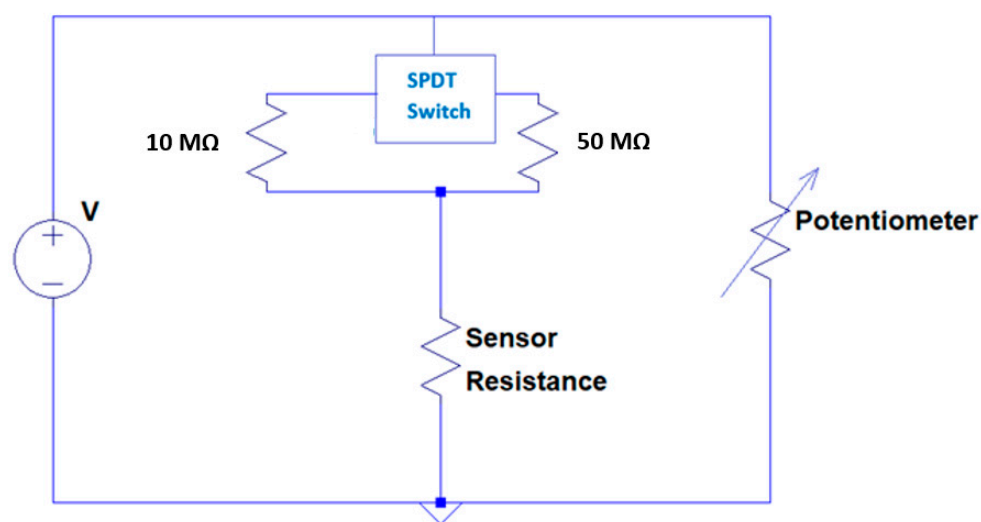 SPDT
Switch
10 MΩ
50 MΩ
V
Potentiometer
Sensor
Resistance